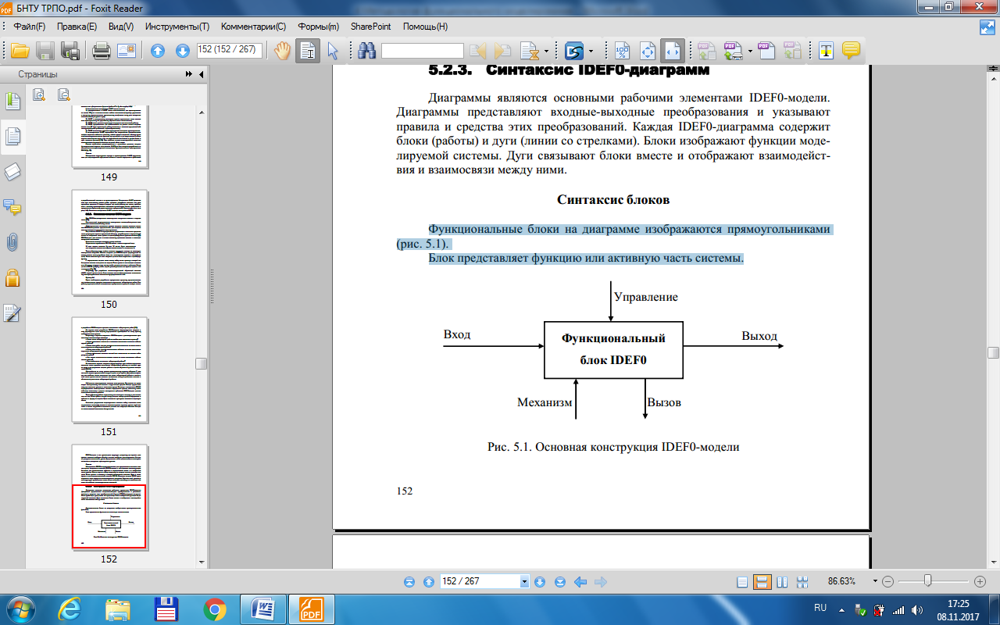 БНТУ ТРПО.pdf - Foxit Reader
Файл(F) Правка(E) Вид(V) Инструменты(T) Комментарии(C) Формы(m) SharePoint Помощь(H)
152 (152 / 267)
Страницы
149
150
151
152
5.2.3. Синтаксис IDEF0-диаграмм
Диаграммы являются основными рабочими элементами IDEF0-модели.
Диаграммы представляют входные-выходные преобразования и указывают
правила и средства этих преобразований. Каждая IDEF0-диаграмма содержит
блоки (работы) и дуги (линии со стрелками). Блоки изображают функции моде-
лируемой системы. Дуги связывают блоки вместе и отображают взаимодейст-
вия и взаимосвязи между ними.
Синтаксис блоков
Функциональные блоки на диаграмме изображаются прямоугольниками
(рис. 5.1).
Блок представляет функцию или активную часть системы.
Управление
Вход
Функциональный
блок IDEF0
Выход
Механизм
Вызов
Рис. 5.1. Основная конструкция IDEF0-модели
152
152 / 267
86.63%
RU
17:25
08.11.2017